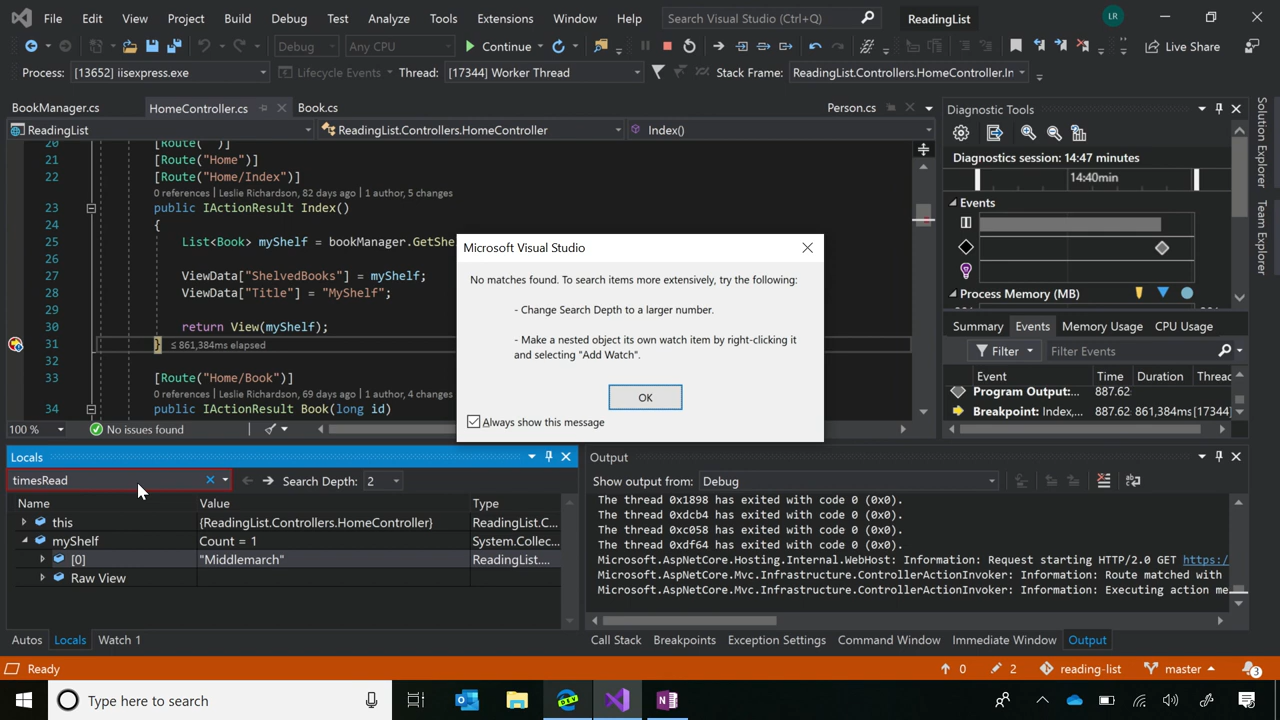 File Edit View Project Build Debug Test Analyze Tools Extensions Window Help Search Visual Studio (Ctrl+Q) ReadingList LR
Debug Any CPU Continue Live Share
Process: [13652] iisexpress.exe Lifecycle Events Thread: [17344] Worker Thread Stack Frame: ReadingList.Controllers.HomeController.In
BookManager.cs HomeController.cs Book.cs Person.cs
ReadingList ReadingList.Controllers.HomeController Index()
20 [Route(" ")]
21 [Route("Home")]
22 [Route("Home/Index")]
0 references | Leslie Richardson, 82 days ago | 1 author, 5 changes
23 public IActionResult Index()
24 {
25 List<Book> myShelf = bookManager.GetShe
26
27 ViewData["ShelvedBooks"] = myShelf;
28 ViewData["Title"] = "MyShelf";
29
30 return View(myShelf);
31 } ≤ 861,384ms elapsed
32
33 [Route("Home/Book")]
0 references | Leslie Richardson, 69 days ago | 1 author, 4 changes
34 public IActionResult Book(long id)
100 % No issues found
Microsoft Visual Studio
No matches found. To search items more extensively, try the following:
- Change Search Depth to a larger number.
- Make a nested object its own watch item by right-clicking it
and selecting "Add Watch".
OK
Always show this message
Diagnostic Tools
Diagnostics session: 14:47 minutes
14:40min
Events
Process Memory (MB)
Summary Events Memory Usage CPU Usage
Filter Filter Events
Event Time Duration Thread
Program Output: 887.62
Breakpoint: Index, 887.62 861,384ms [17344]
Solution Explorer
Team Explorer
Locals
timesRead Search Depth: 2
Name Value Type
this {ReadingList.Controllers.HomeController} ReadingList.C...
myShelf Count = 1 System.Collec...
[0] "Middlemarch" ReadingList....
Raw View
Autos Locals Watch 1
Output
Show output from: Debug
The thread 0x1898 has exited with code 0 (0x0).
The thread 0xdcb4 has exited with code 0 (0x0).
The thread 0xc058 has exited with code 0 (0x0).
The thread 0xdf64 has exited with code 0 (0x0).
Microsoft.AspNetCore.Hosting.Internal.WebHost: Information: Request starting HTTP/2.0 GET https:/
Microsoft.AspNetCore.Mvc.Infrastructure.ControllerActionInvoker: Information: Route matched with
Microsoft.AspNetCore.Mvc.Infrastructure.ControllerActionInvoker: Information: Executing action me
Call Stack Breakpoints Exception Settings Command Window Immediate Window Output
Ready 0 2 reading-list master 3
Type here to search